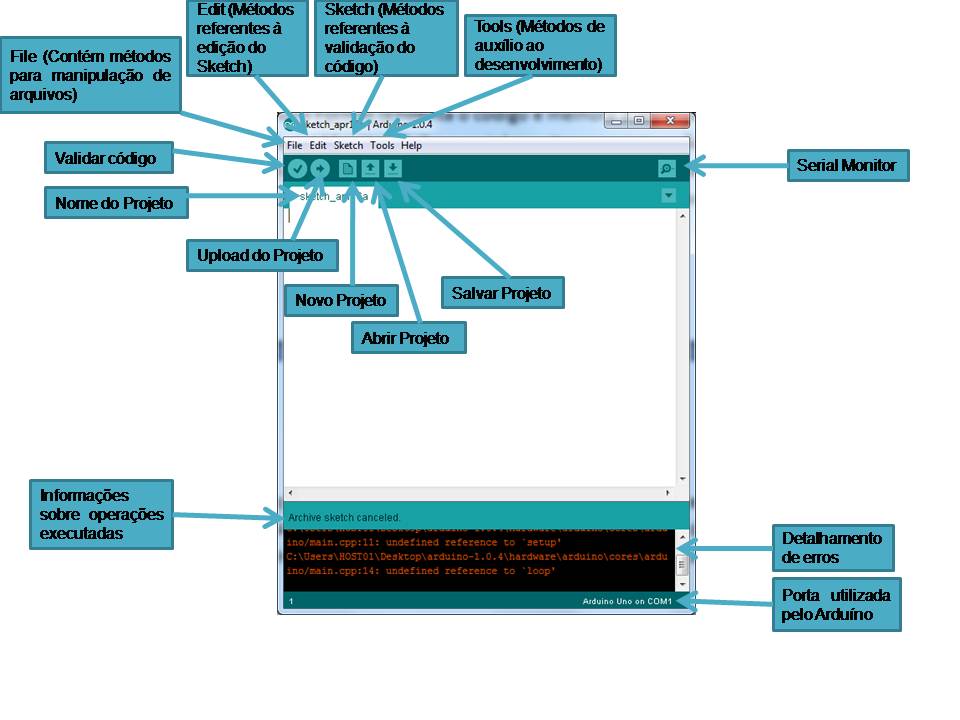 Edit (Métodos
referentes à
edição do
Sketch)
Sketch (Métodos
referentes à
validação do
código)
Tools (Métodos de
auxílio ao
desenvolvimento)
File (Contém métodos
para manipulação de
arquivos)
Arduino 1.0.4
File Edit Sketch Tools Help
Validar código
Serial Monitor
Nome do Projeto
Upload do Projeto
Novo Projeto
Salvar Projeto
Abrir Projeto
Informações
sobre operações
executadas
Archive sketch canceled.
ino/main.cpp:11: undefined reference to `setup'
C:\Users\HOST01\Desktop\arduino-1.0.4\hardware\arduino\cores\ardu
ino/main.cpp:14: undefined reference to `loop'
Detalhamento
de erros
1
Arduino Uno on COM1
Porta utilizada
pelo Arduíno